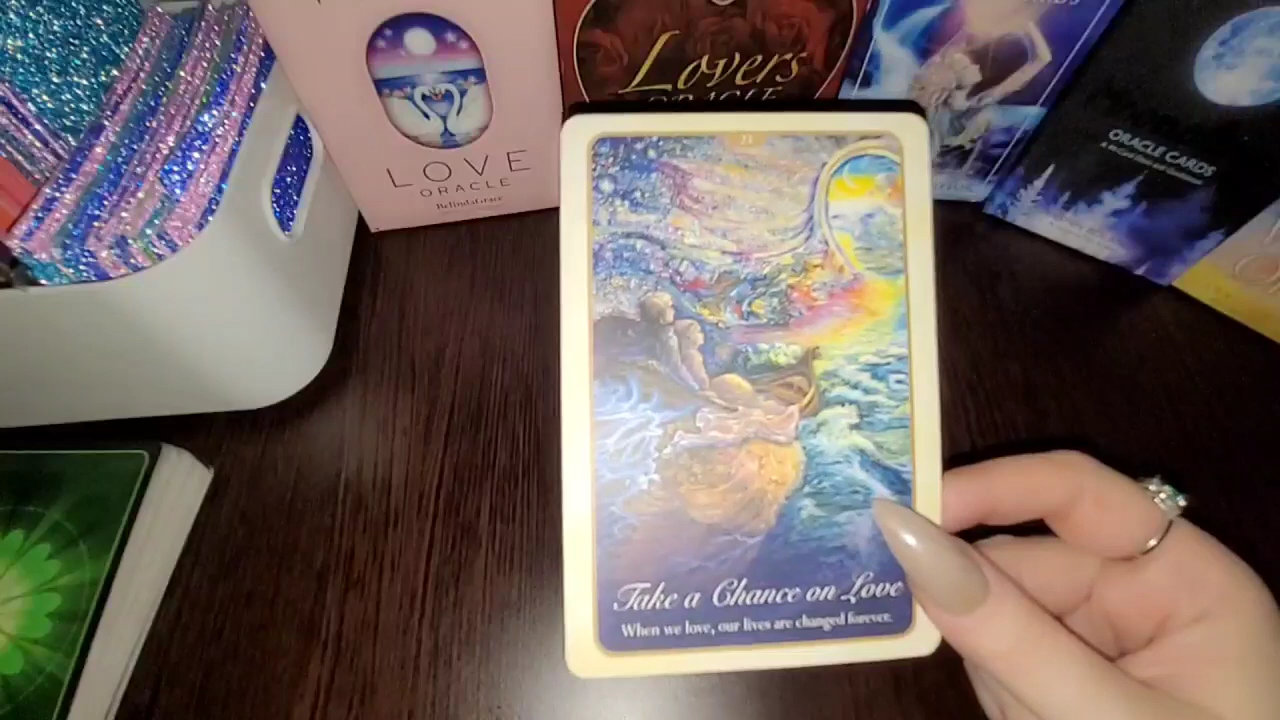 LOVE
ORACLE
BelindaGrace
Lovers
ORACLE
ORACLE CARDS
21
Take a Chance on Love
When we love, our lives are changed forever.